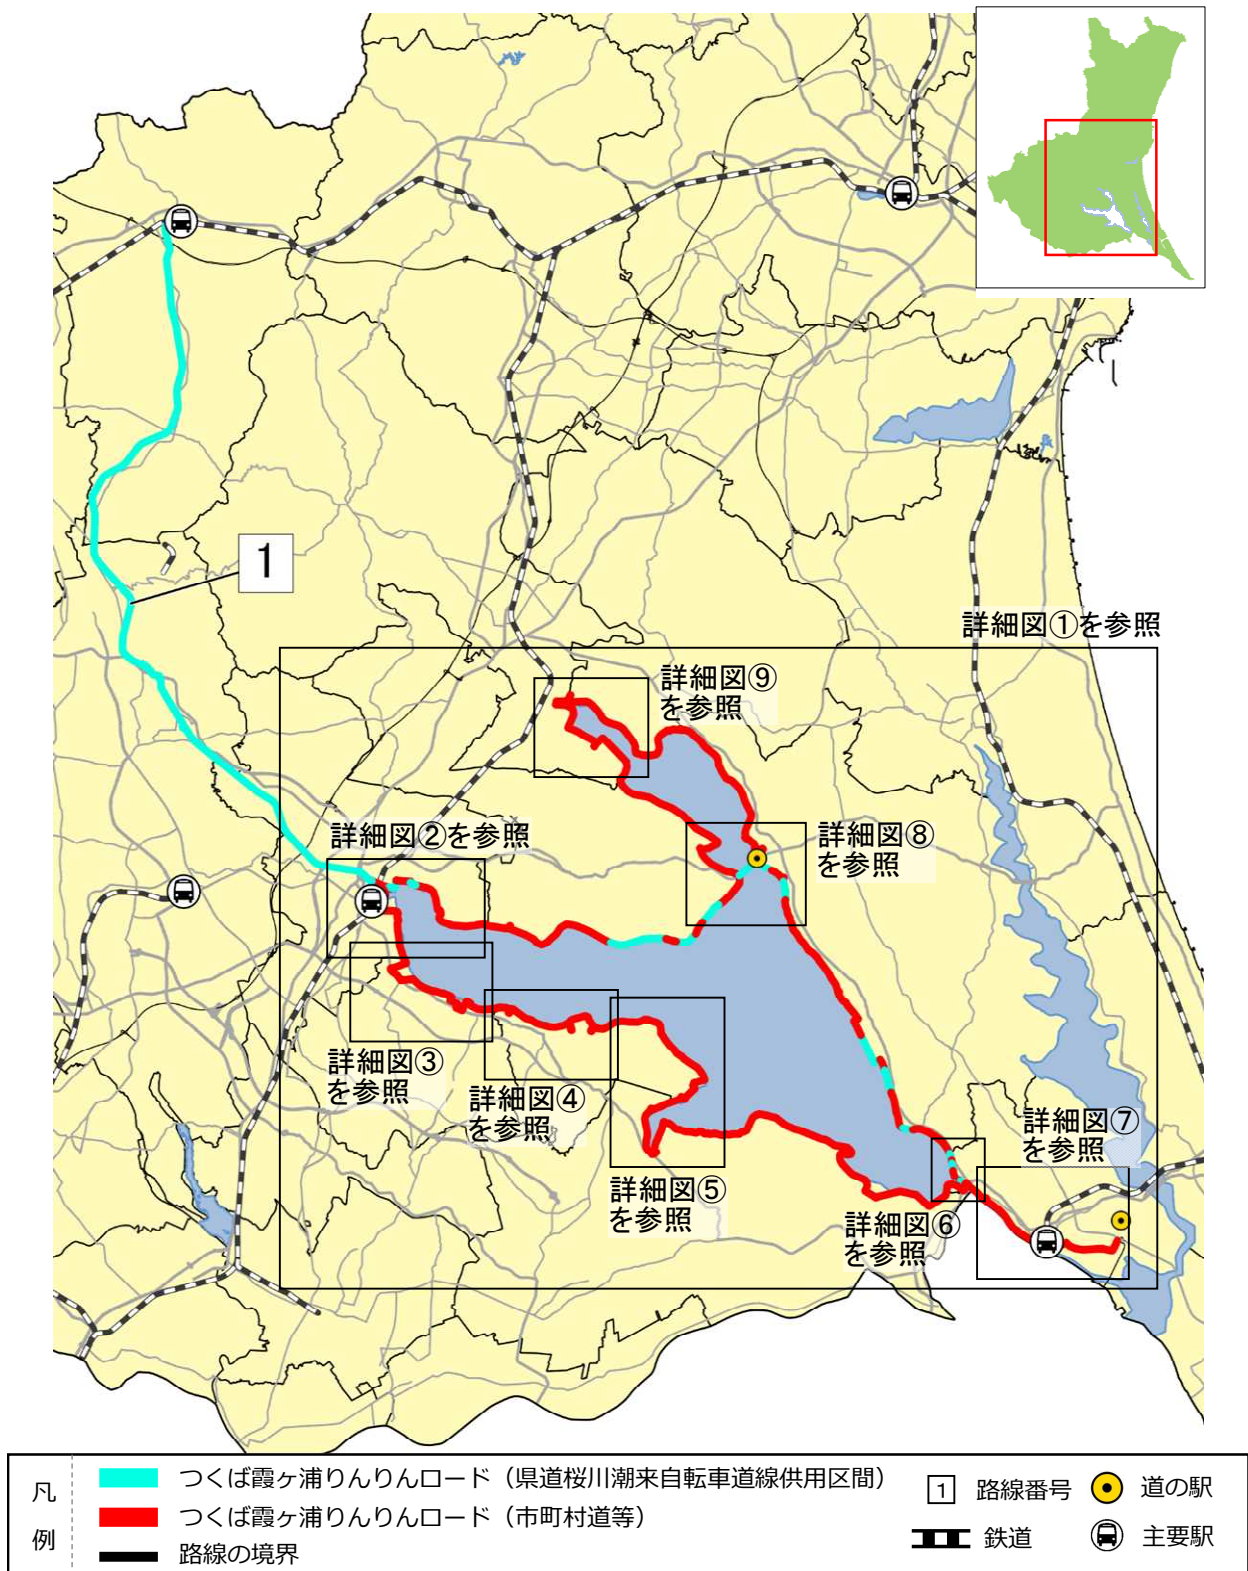 1
詳細図①を参照
詳細図⑨
を参照
詳細図②を参照
詳細図⑧
を参照
詳細図③
を参照
詳細図④
を参照
詳細図⑦
を参照
詳細図⑤
を参照
詳細図⑥
を参照
凡
例
つくば霞ヶ浦りんりんロード（県道桜川潮来自転車道線供用区間）
つくば霞ヶ浦りんりんロード（市町村道等）
路線の境界
1 路線番号
道の駅
鉄道
主要駅